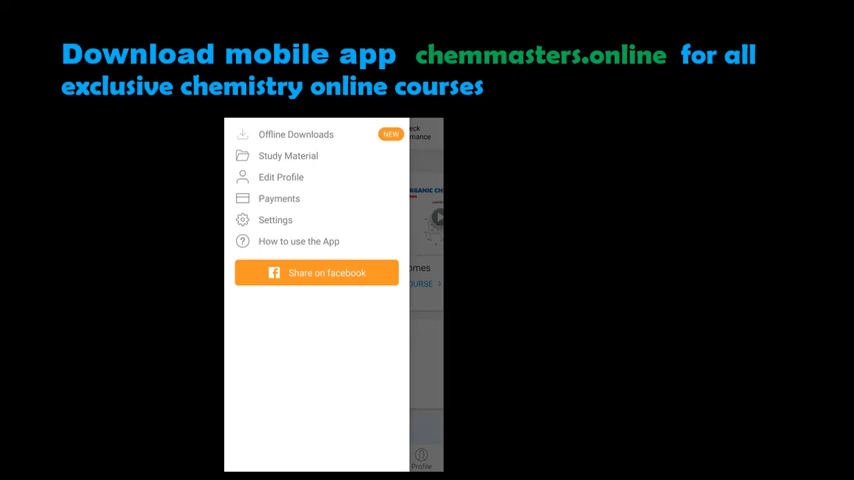 Download mobile app chemmasters.online for all
exclusive chemistry online courses
Offline Downloads NEW
Study Material
Edit Profile
Payments
Settings
How to use the App
Share on facebook
Profile